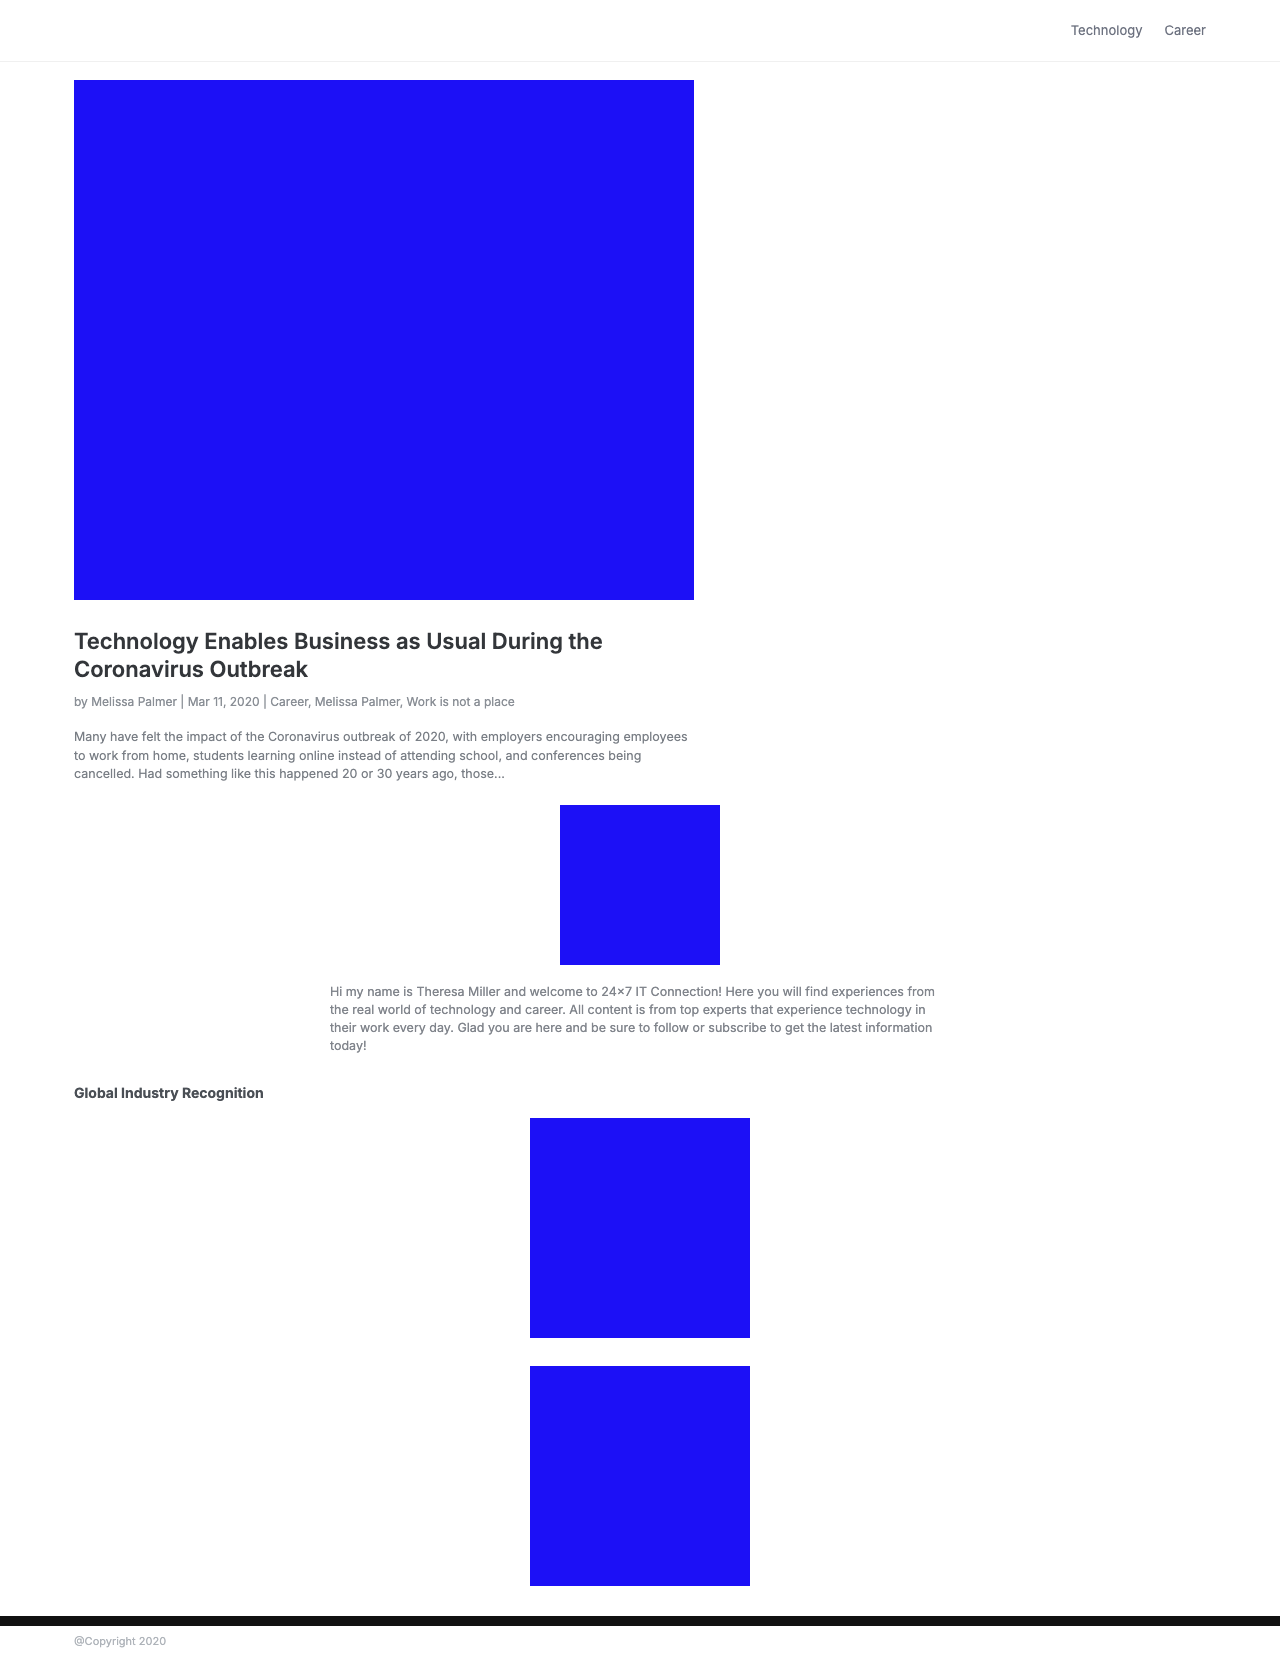 Technology Career
Technology Enables Business as Usual During the
Coronavirus Outbreak
by Melissa Palmer | Mar 11, 2020 | Career, Melissa Palmer, Work is not a place
Many have felt the impact of the Coronavirus outbreak of 2020, with employers encouraging employees
to work from home, students learning online instead of attending school, and conferences being
cancelled. Had something like this happened 20 or 30 years ago, those...
Hi my name is Theresa Miller and welcome to 24×7 IT Connection! Here you will find experiences from
the real world of technology and career. All content is from top experts that experience technology in
their work every day. Glad you are here and be sure to follow or subscribe to get the latest information
today!
Global Industry Recognition
@Copyright 2020